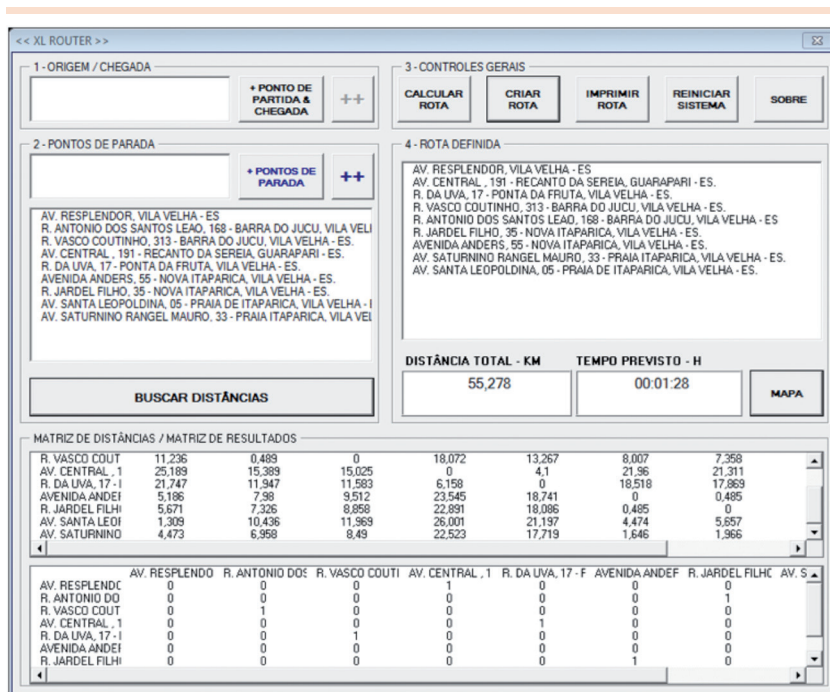 << XL ROUTER >>
1 - ORIGEM / CHEGADA
+ PONTO DE PARTIDA & CHEGADA
++
3 - CONTROLES GERAIS
CALCULAR ROTA
CRIAR ROTA
IMPRIMIR ROTA
REINICIAR SISTEMA
SOBRE
2 - PONTOS DE PARADA
+ PONTOS DE PARADA
++
AV. RESPLENDOR, VILA VELHA - ES
R. ANTONIO DOS SANTOS LEAO, 168 - BARRA DO JUCU, VILA VELI
R. VASCO COUTINHO, 313 - BARRA DO JUCU, VILA VELHA - ES.
AV. CENTRAL , 191 - RECANTO DA SEREIA, GUARAPARI - ES.
R. DA UVA, 17 - PONTA DA FRUTA, VILA VELHA - ES.
AVENIDA ANDERS, 55 - NOVA ITAPARICA, VILA VELHA - ES.
R. JARDEL FILHO, 35 - NOVA ITAPARICA, VILA VELHA - ES.
AV. SANTA LEOPOLDINA, 05 - PRAIA DE ITAPARICA, VILA VELHA - I
AV. SATURNINO RANGEL MAURO, 33 - PRAIA ITAPARICA, VILA VEL
BUSCAR DISTÂNCIAS
4 - ROTA DEFINIDA
AV. RESPLENDOR, VILA VELHA - ES
AV. CENTRAL , 191 - RECANTO DA SEREIA, GUARAPARI - ES.
R. DA UVA, 17 - PONTA DA FRUTA, VILA VELHA - ES.
R. VASCO COUTINHO, 313 - BARRA DO JUCU, VILA VELHA - ES.
R. ANTONIO DOS SANTOS LEAO, 168 - BARRA DO JUCU, VILA VELHA - ES
R. JARDEL FILHO, 35 - NOVA ITAPARICA, VILA VELHA - ES.
AVENIDA ANDERS, 55 - NOVA ITAPARICA, VILA VELHA - ES.
AV. SATURNINO RANGEL MAURO, 33 - PRAIA ITAPARICA, VILA VELHA - ES.
AV. SANTA LEOPOLDINA, 05 - PRAIA DE ITAPARICA, VILA VELHA - ES.
DISTÂNCIA TOTAL - KM TEMPO PREVISTO - H
55,278 00:01:28
MAPA
MATRIZ DE DISTÂNCIAS / MATRIZ DE RESULTADOS
R. VASCO COUT 11,236 0,489 0 18,072 13,267 8,007 7,358
AV. CENTRAL , 1 25,189 15,389 15,025 0 4,1 21,96 21,311
R. DA UVA, 17 - I 21,747 11,947 11,583 6,158 0 18,518 17,869
AVENIDA ANDEF 5,186 7,98 9,512 23,545 18,741 0 0,485
R. JARDEL FILH 5,671 7,326 8,858 22,891 18,086 0,485 0
AV. SANTA LEOF 1,309 10,436 11,969 26,001 21,197 4,474 5,657
AV. SATURNINO 4,473 6,958 8,49 22,523 17,719 1,646 1,966
AV. RESPLENDO R. ANTONIO DOS R. VASCO COUTI AV. CENTRAL , 1 R. DA UVA, 17 - F AVENIDA ANDEF R. JARDEL FILHC AV. S
AV. RESPLENDC 0 0 0 1 0 0 0
R. ANTONIO DO 0 0 0 0 0 0 1
R. VASCO COUT 0 1 0 0 0 0 0
AV. CENTRAL , 1 0 0 0 0 1 0 0
R. DA UVA, 17 - I 0 0 1 0 0 0 0
AVENIDA ANDEF 0 0 0 0 0 0 0
R. JARDEL FILH 0 0 0 0 0 1 0